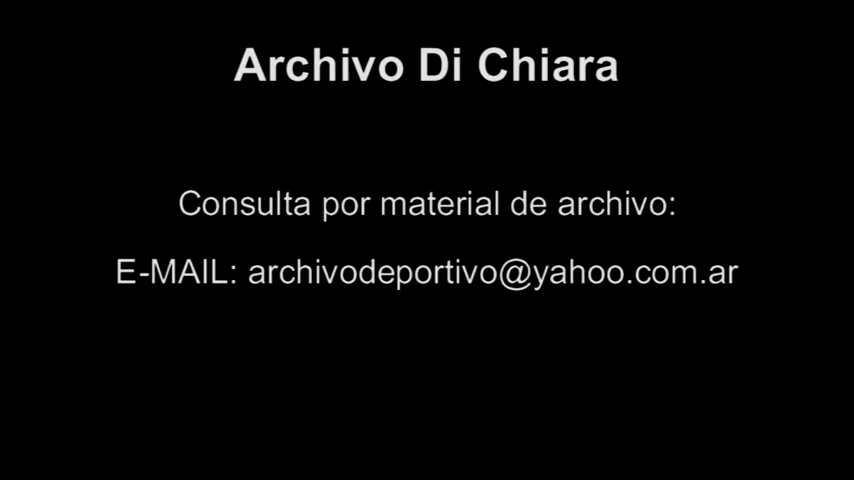 Archivo Di Chiara
Consulta por material de archivo:
E-MAIL: archivodeportivo@yahoo.com.ar